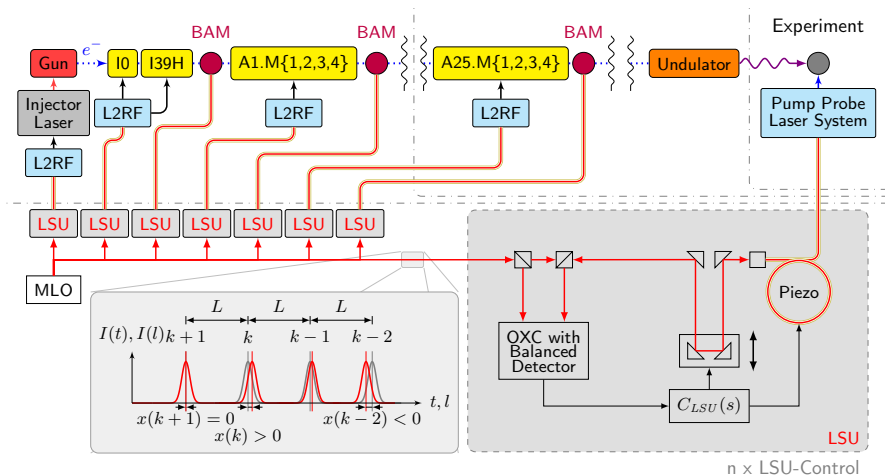 BAM
BAM
BAM
Experiment
Gun
e⁻
I0
I39H
A1.M{1,2,3,4}
A25.M{1,2,3,4}
Undulator
Injector
Laser
L2RF
L2RF
L2RF
Pump Probe
Laser System
L2RF
LSU
LSU
LSU
LSU
LSU
LSU
LSU
MLO
L
L
L
I(t), I(l)
k + 1
k
k − 1
k − 2
t, l
x(k + 1) = 0
x(k) > 0
x(k − 2) < 0
OXC with
Balanced
Detector
Piezo
C_{LSU}(s)
LSU
n x LSU-Control